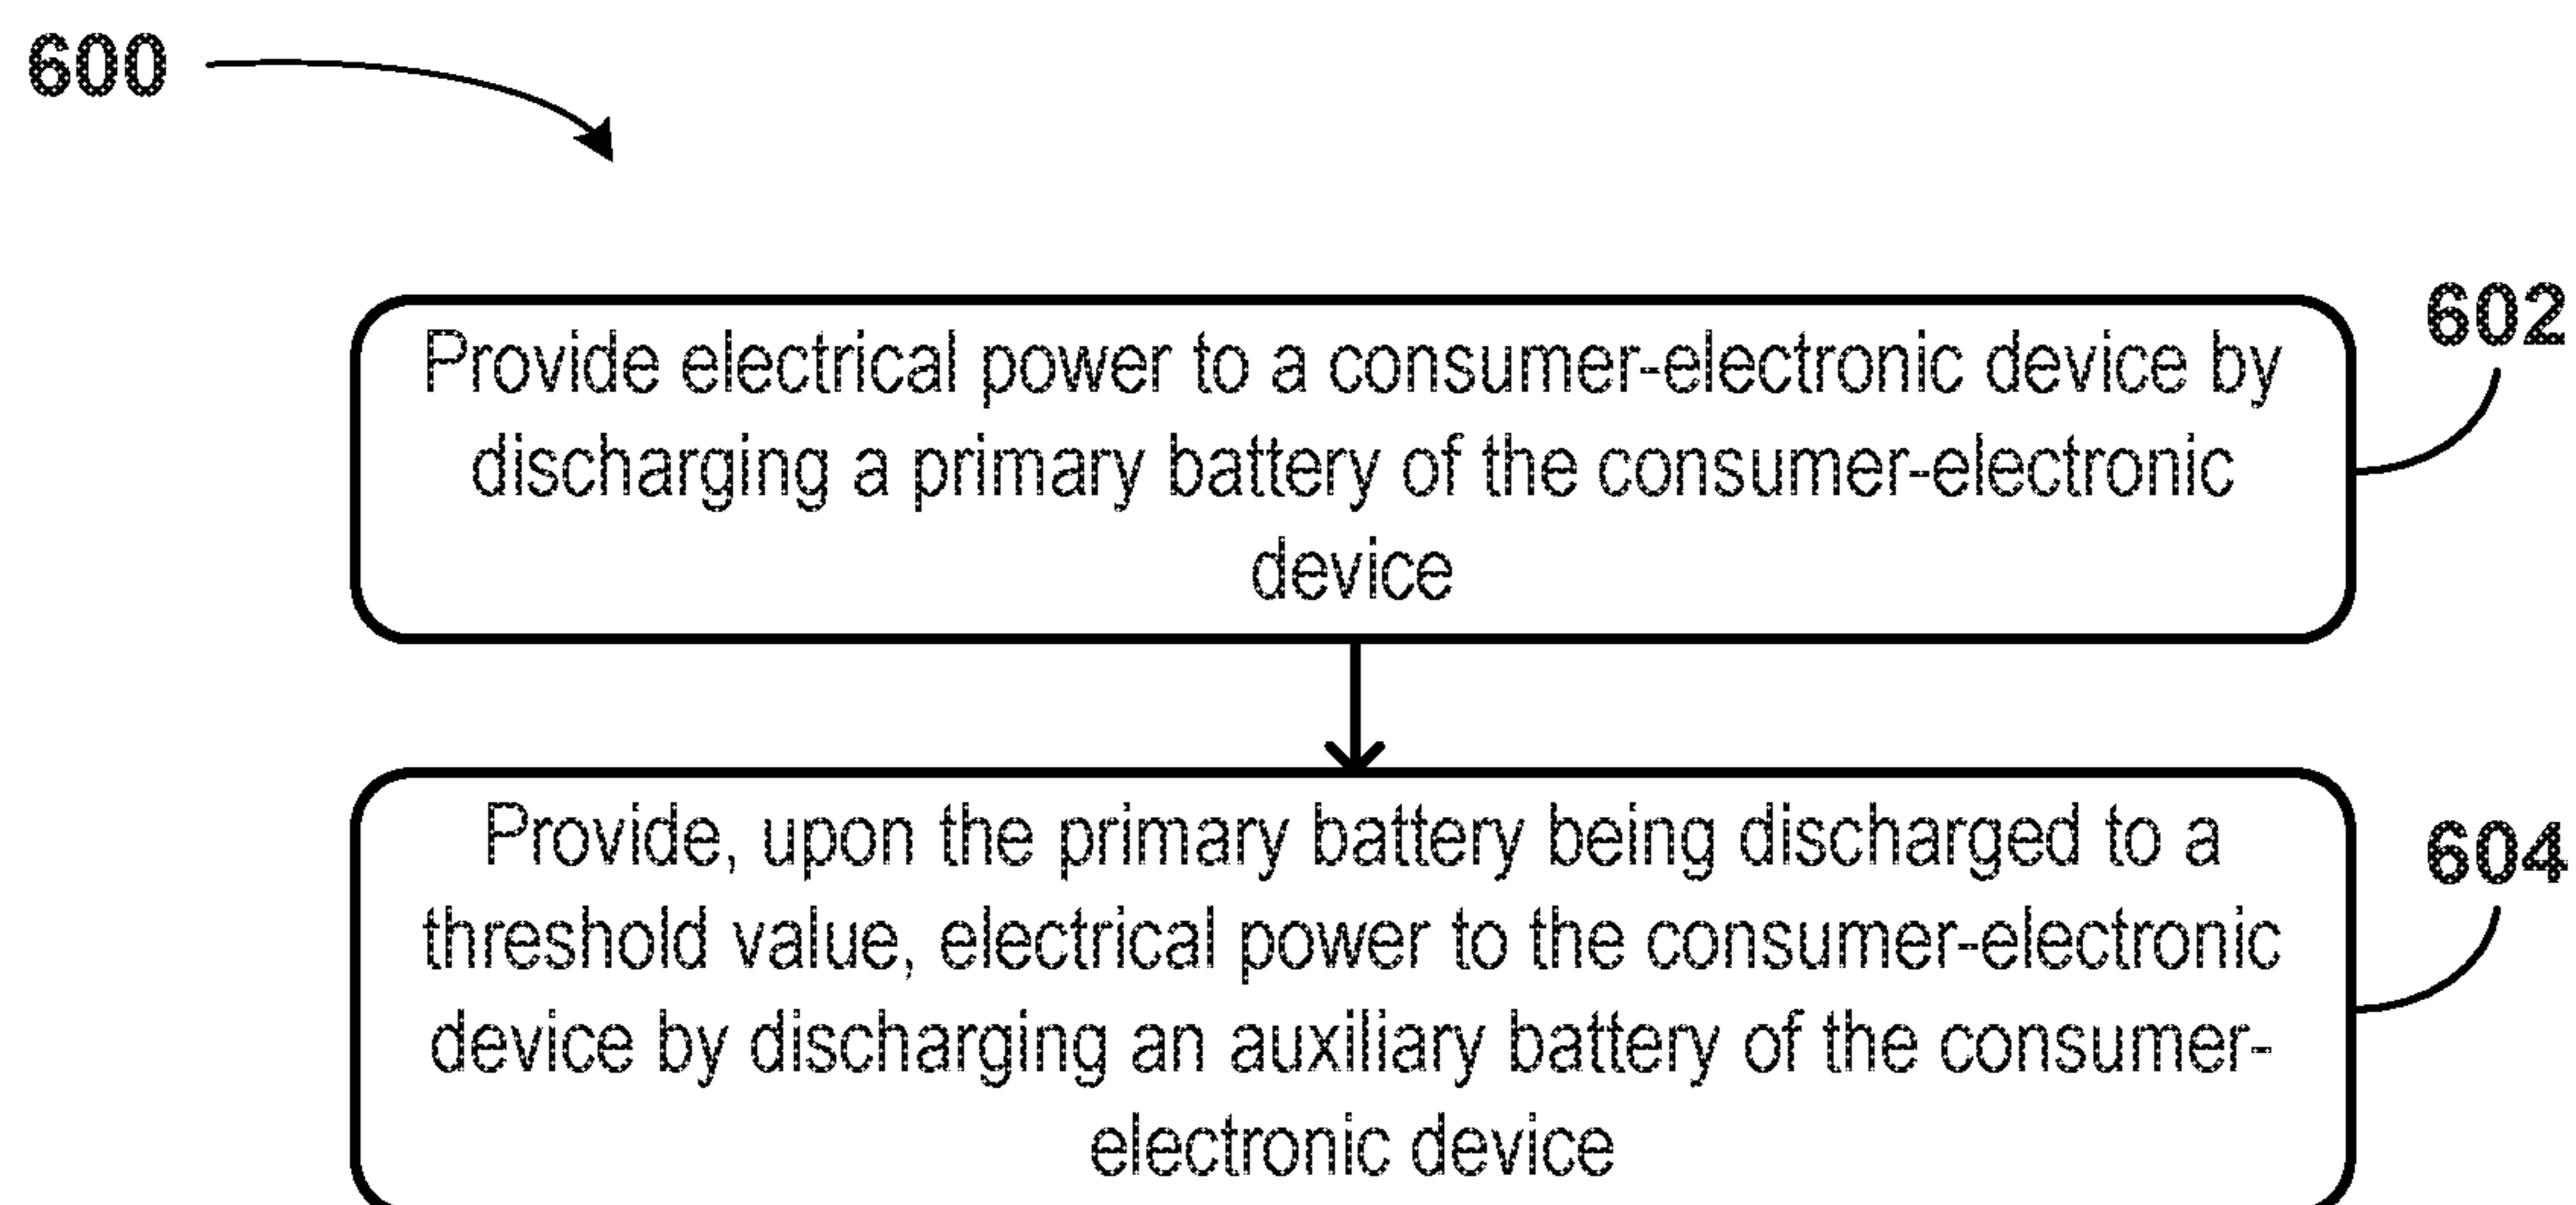 600
602
Provide electrical power to a consumer-electronic device by
discharging a primary battery of the consumer-electronic
device
604
Provide, upon the primary battery being discharged to a
threshold value, electrical power to the consumer-electronic
device by discharging an auxiliary battery of the consumer-
electronic device